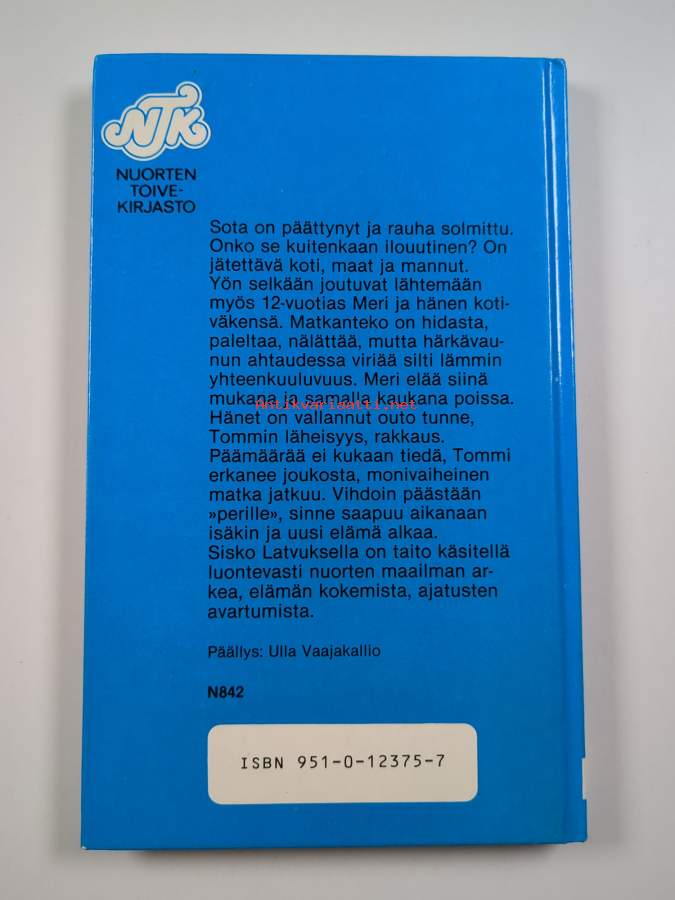 NTK
NUORTEN
TOIVE-
KIRJASTO
Sota on päättynyt ja rauha solmittu.
Onko se kuitenkaan ilouutinen? On
jätettävä koti, maat ja mannut.
Yön selkään joutuvat lähtemään
myös 12-vuotias Meri ja hänen koti-
väkensä. Matkanteko on hidasta,
paleltaa, nälättää, mutta härkävau-
nun ahtaudessa viriää silti lämmin
yhteenkuuluvuus. Meri elää siinä
mukana ja samalla kaukana poissa.
Antikvariaatti.net
Hänet on vallannut outo tunne,
Tommin läheisyys, rakkaus.
Päämäärää ei kukaan tiedä, Tommi
erkanee joukosta, monivaiheinen
matka jatkuu. Vihdoin päästään
»perille», sinne saapuu aikanaan
isäkin ja uusi elämä alkaa.
Sisko Latvuksella on taito käsitellä
luontevasti nuorten maailman ar-
kea, elämän kokemista, ajatusten
avartumista.
Päällys: Ulla Vaajakallio
N842
ISBN 951-0-12375-7